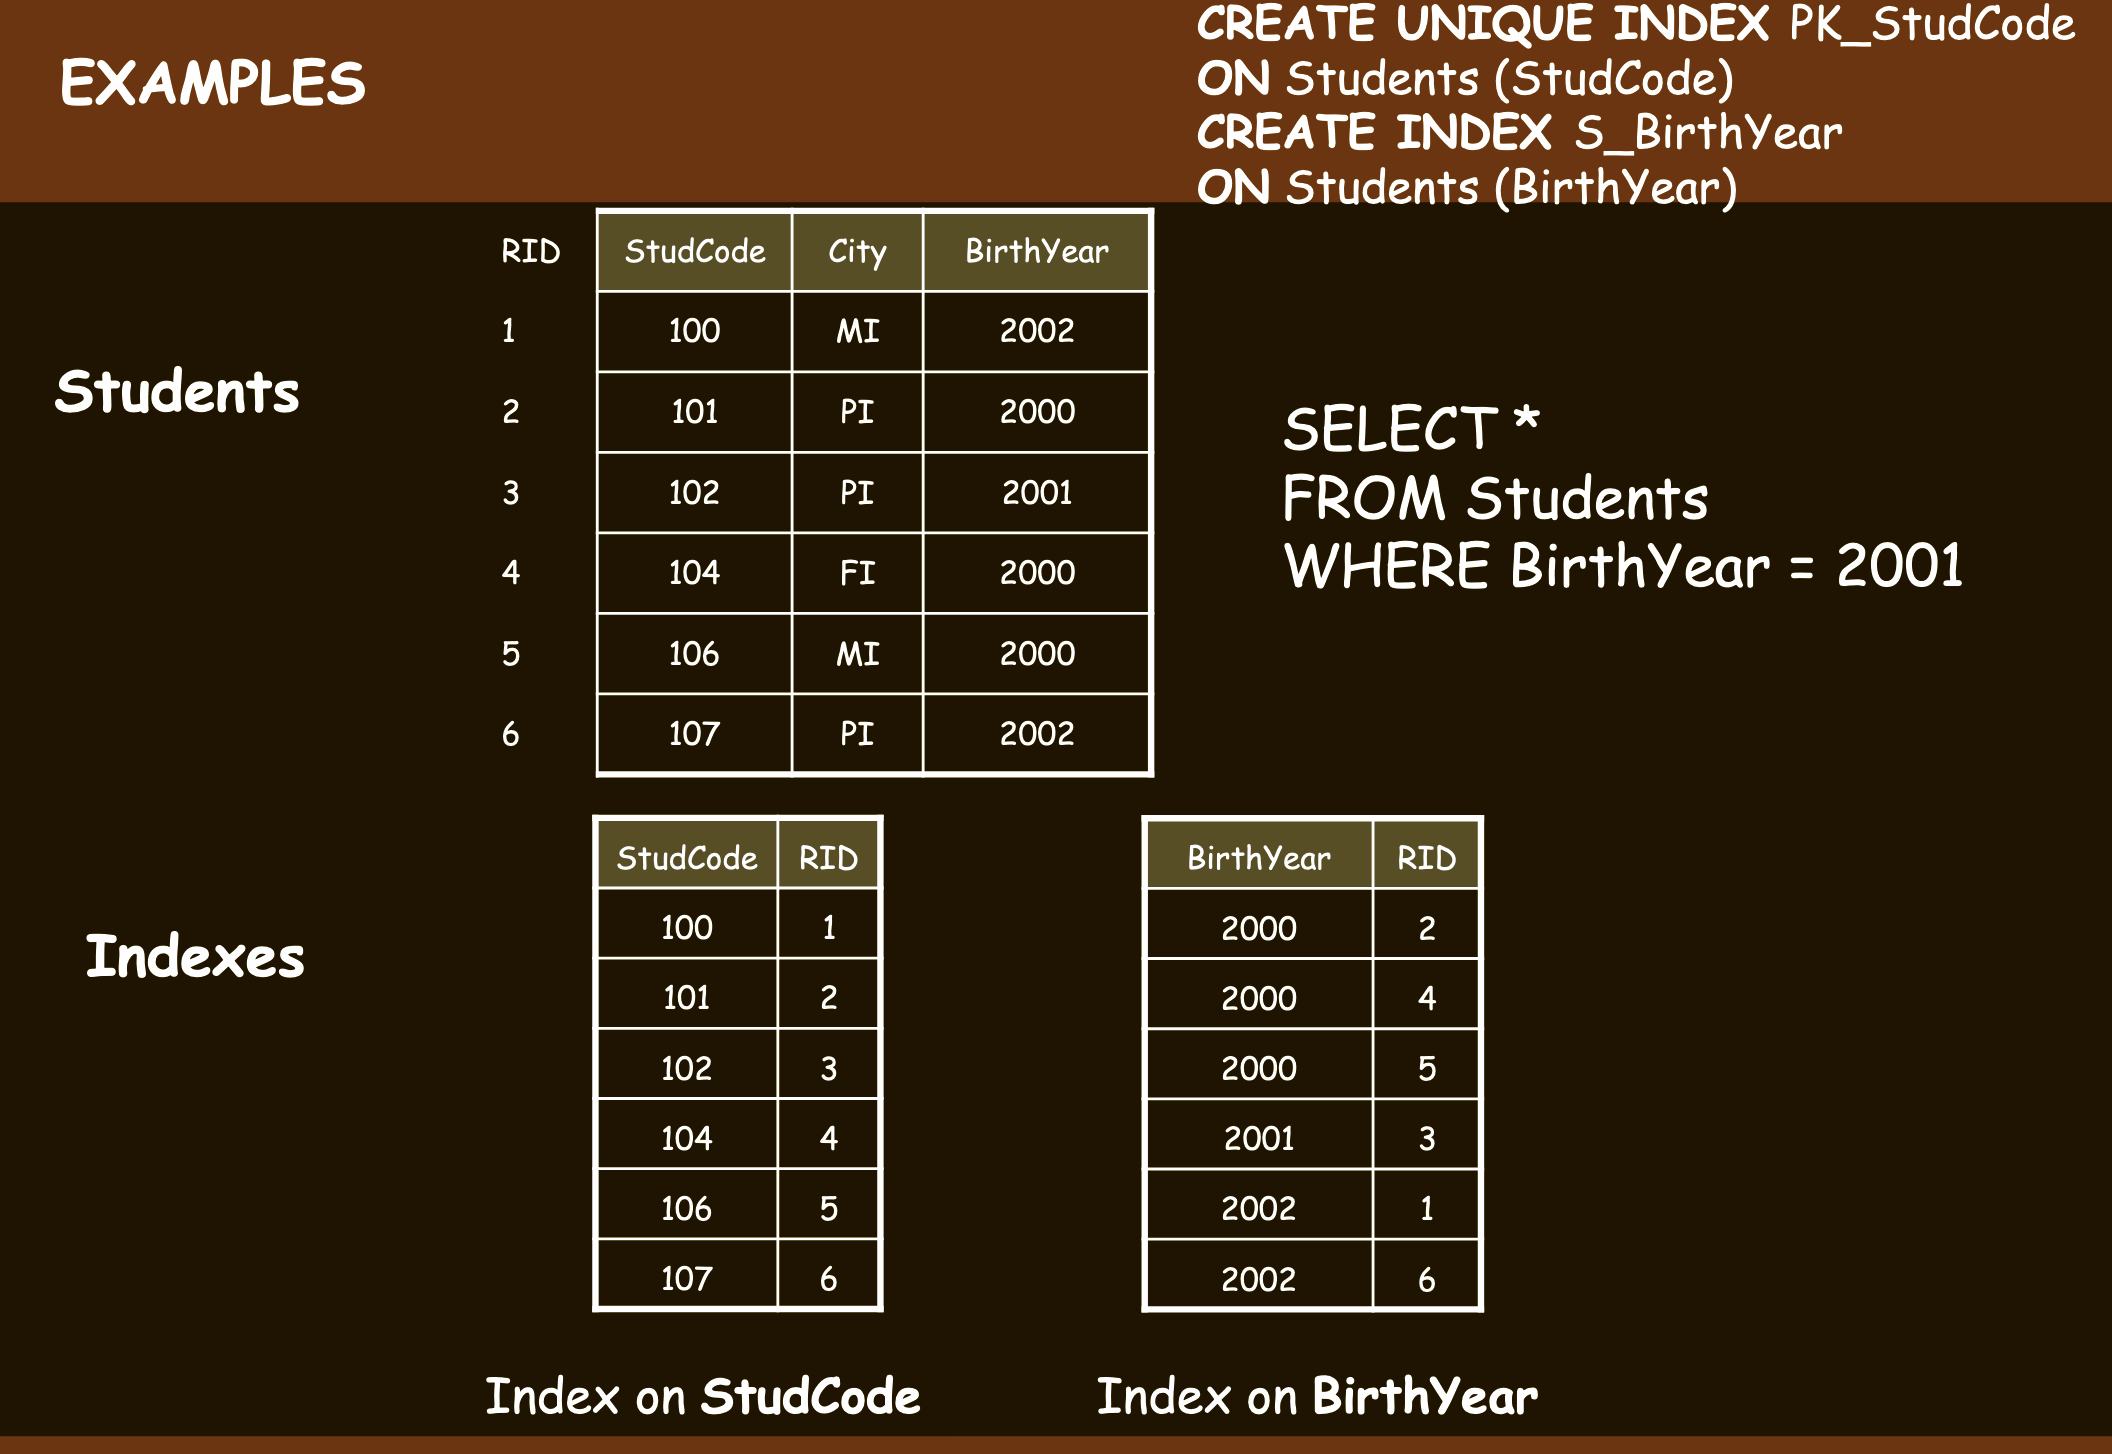 EXAMPLES
CREATE UNIQUE INDEX PK_StudCode
ON Students (StudCode)
CREATE INDEX S_BirthYear
ON Students (BirthYear)
Students
RID StudCode City BirthYear
1 100 MI 2002
2 101 PI 2000
3 102 PI 2001
4 104 FI 2000
5 106 MI 2000
6 107 PI 2002
SELECT *
FROM Students
WHERE BirthYear = 2001
Indexes
StudCode RID
100 1
101 2
102 3
104 4
106 5
107 6
Index on StudCode
BirthYear RID
2000 2
2000 4
2000 5
2001 3
2002 1
2002 6
Index on BirthYear